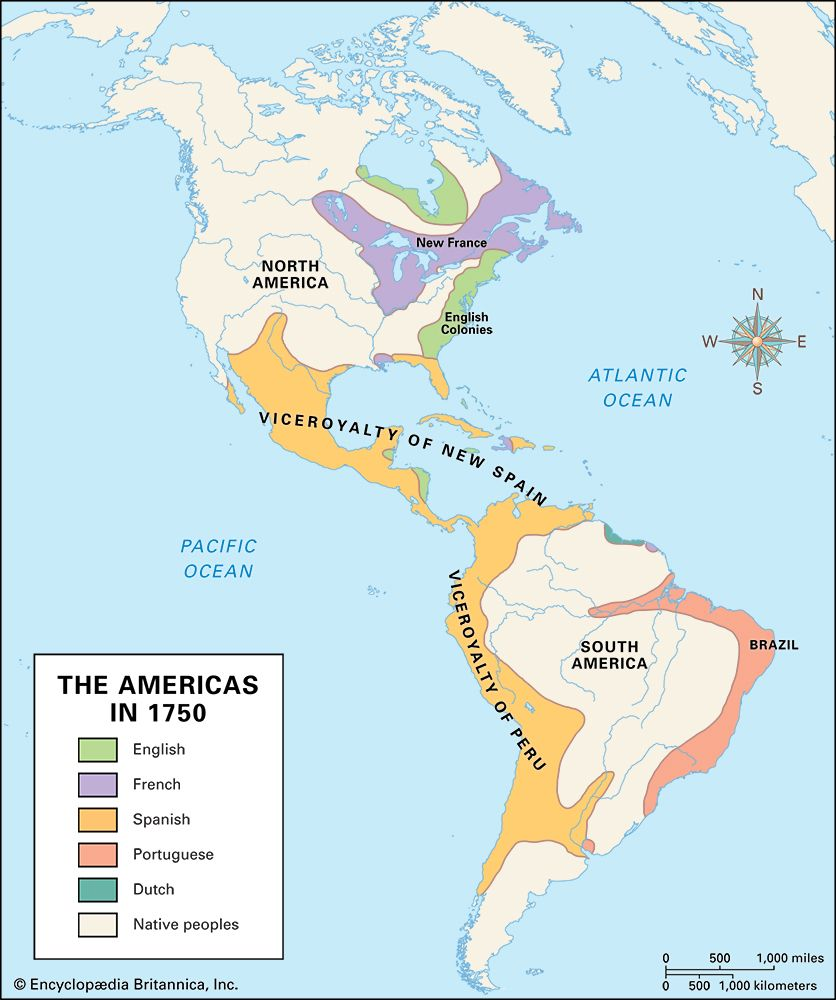 New France
NORTH
AMERICA
English
Colonies
N
W
E
S
ATLANTIC
OCEAN
VICEROYALTY OF NEW SPAIN
PACIFIC
OCEAN
VICEROYALTY OF PERU
SOUTH
AMERICA
BRAZIL
THE AMERICAS
IN 1750
English
French
Spanish
Portuguese
Dutch
Native peoples
0 500 1,000 miles
0 500 1,000 kilometers
© Encyclopædia Britannica, Inc.